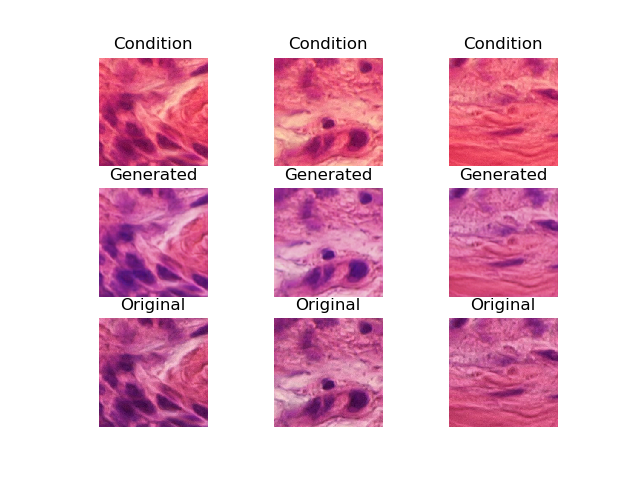 Condition Condition Condition
Generated Generated Generated
Original Original Original